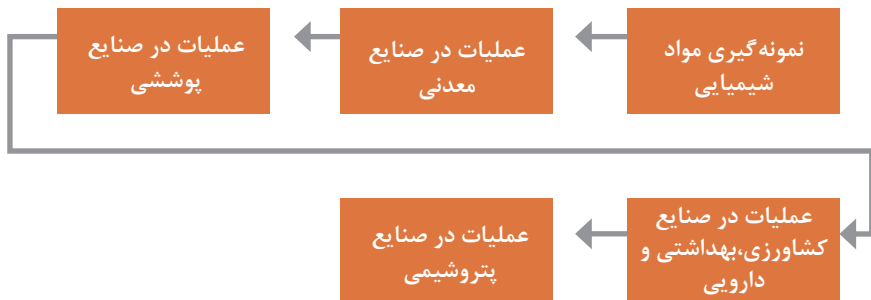 نمونه‌گیری مواد
شیمیایی
عملیات در صنایع
معدنی
عملیات در صنایع
پوششی
عملیات در صنایع
کشاورزی،بهداشتی و
دارویی
عملیات در صنایع
پتروشیمی